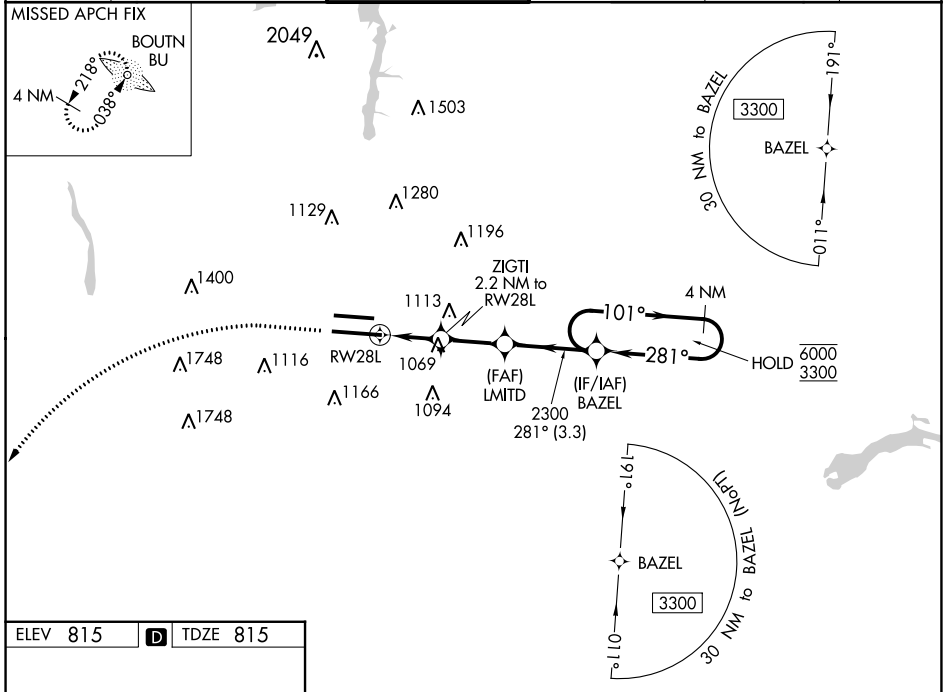 MISSED APCH FIX
BOUTN
BU
218°
038°
4 NM
2049
1503
1280
1129
1196
1400
30 NM to BAZEL
3300
191°
BAZEL
011°
ZIGTI
2.2 NM to
RW28L
1113
4 NM
101°
281°
HOLD
6000
3300
RW28L
1069
(FAF)
LMITD
(IF/IAF)
BAZEL
2300
281° (3.3)
1748
1116
1166
1094
1748
191°
BAZEL
3300
011°
30 NM to BAZEL (NoPT)
ELEV 815
D
TDZE 815